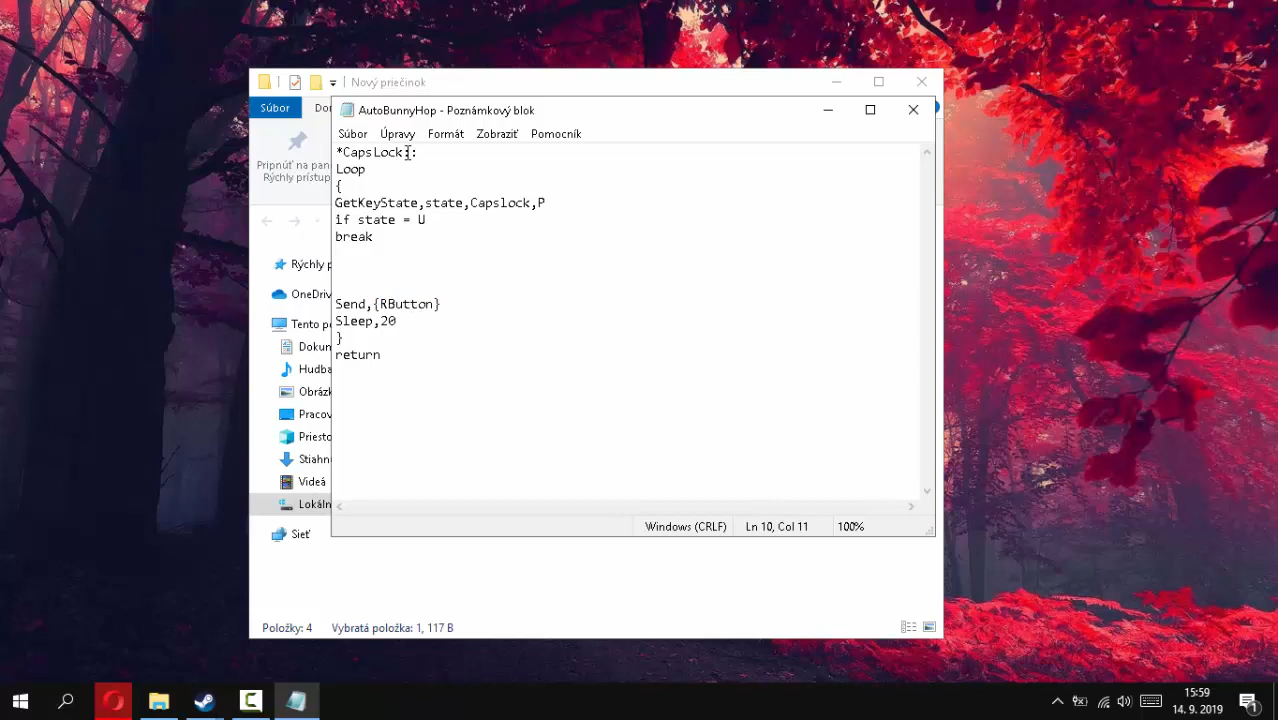 Nový priečinok
Súbor
Dor
AutoBunnyHop - Poznámkový blok
Súbor Úpravy Formát Zobraziť Pomocník
Pripnúť na pan
Rýchly prístup
*CapsLock::
Loop
{
GetKeyState,state,Capslock,P
if state = U
break
Send,{RButton}
Sleep,20
}
return
Rýchly p
OneDriv
Tento po
Dokun
Hudba
Obrázk
Pracov
Priesto
Stiahn
Videá
Lokáln
Sieť
Windows (CRLF) Ln 10, Col 11 100%
Položky: 4 Vybratá položka: 1, 117 B
15:59
14. 9. 2019
1